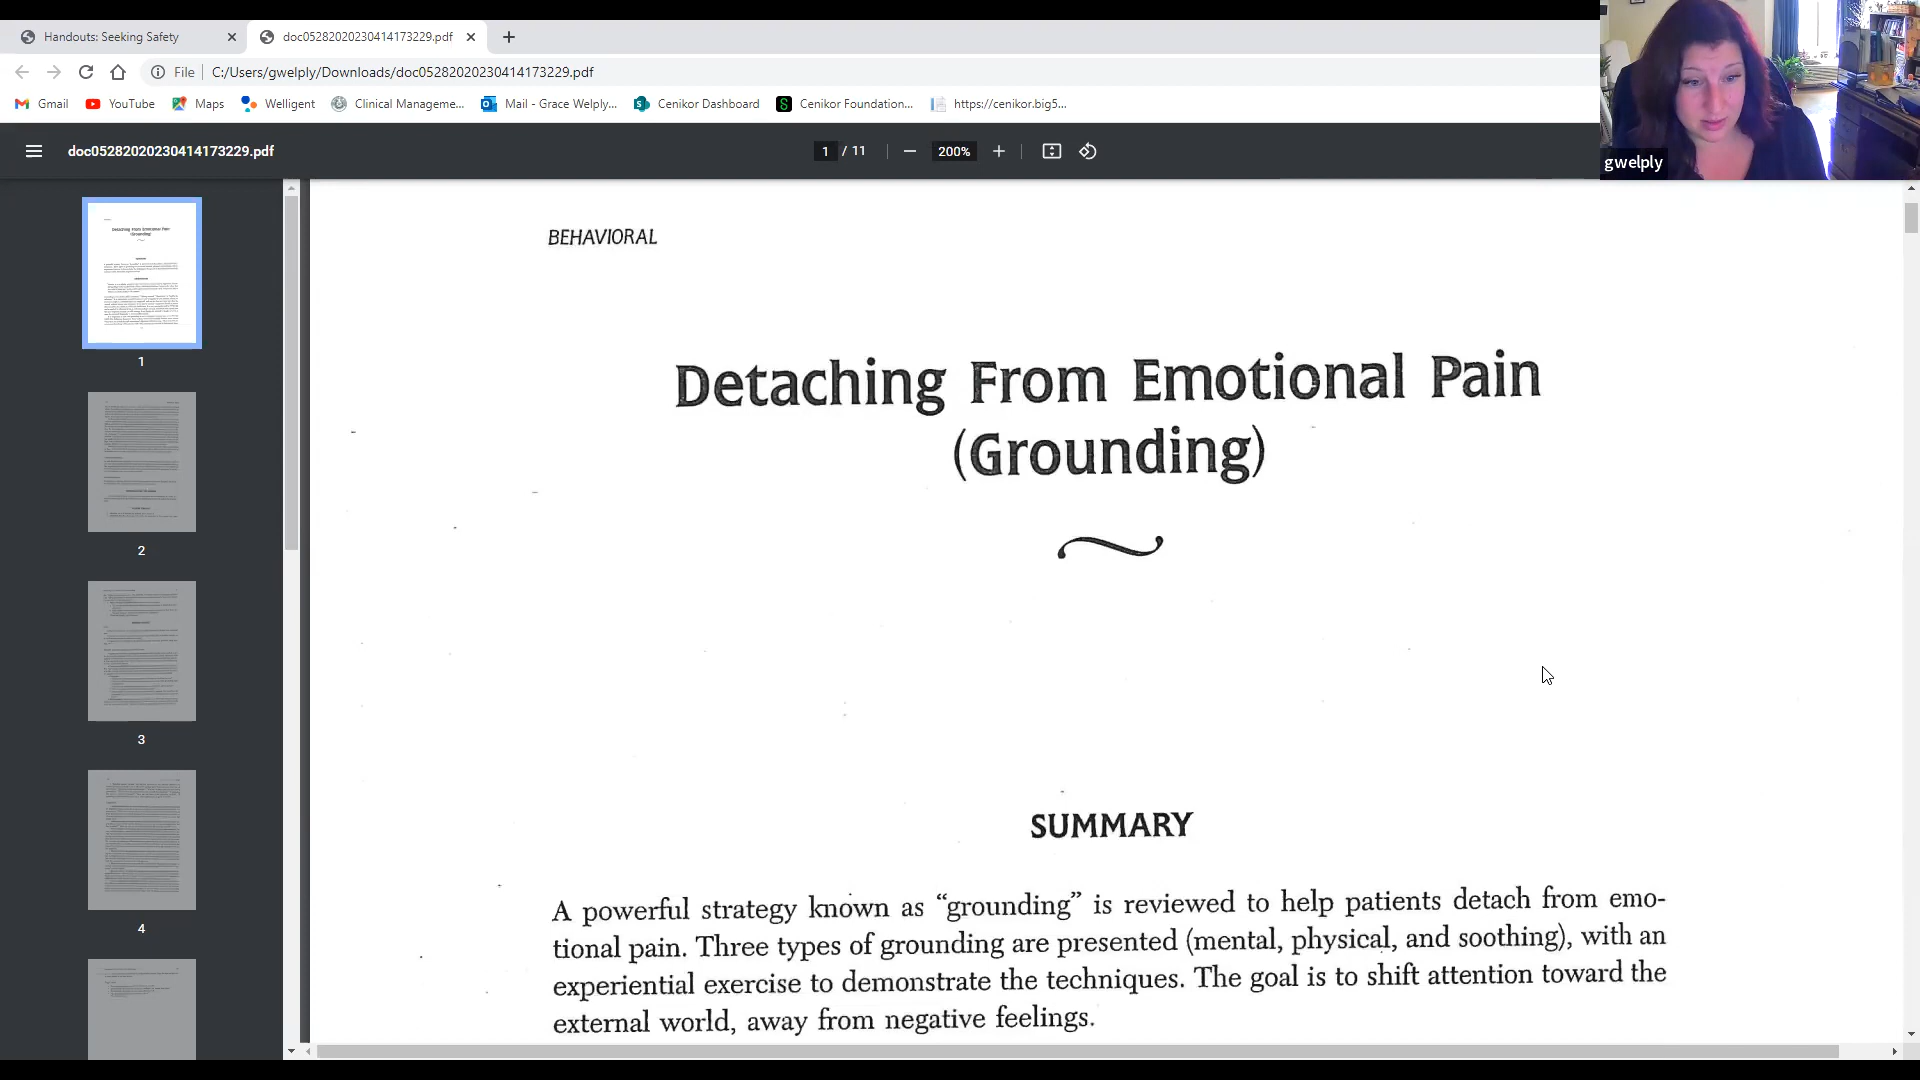 Handouts: Seeking Safety
doc05282020230414173229.pdf
File
C:/Users/gwelply/Downloads/doc05282020230414173229.pdf
Gmail
YouTube
Maps
Welligent
Clinical Manageme...
Mail - Grace Welply...
Cenikor Dashboard
Cenikor Foundation...
https://cenikor.big5...
gwelply
doc05282020230414173229.pdf
1 / 11
200%
1
2
3
4
BEHAVIORAL
Detaching From Emotional Pain
(Grounding)
SUMMARY
A powerful strategy known as “grounding” is reviewed to help patients detach from emo-
tional pain. Three types of grounding are presented (mental, physical, and soothing), with an
experiential exercise to demonstrate the techniques. The goal is to shift attention toward the
external world, away from negative feelings.